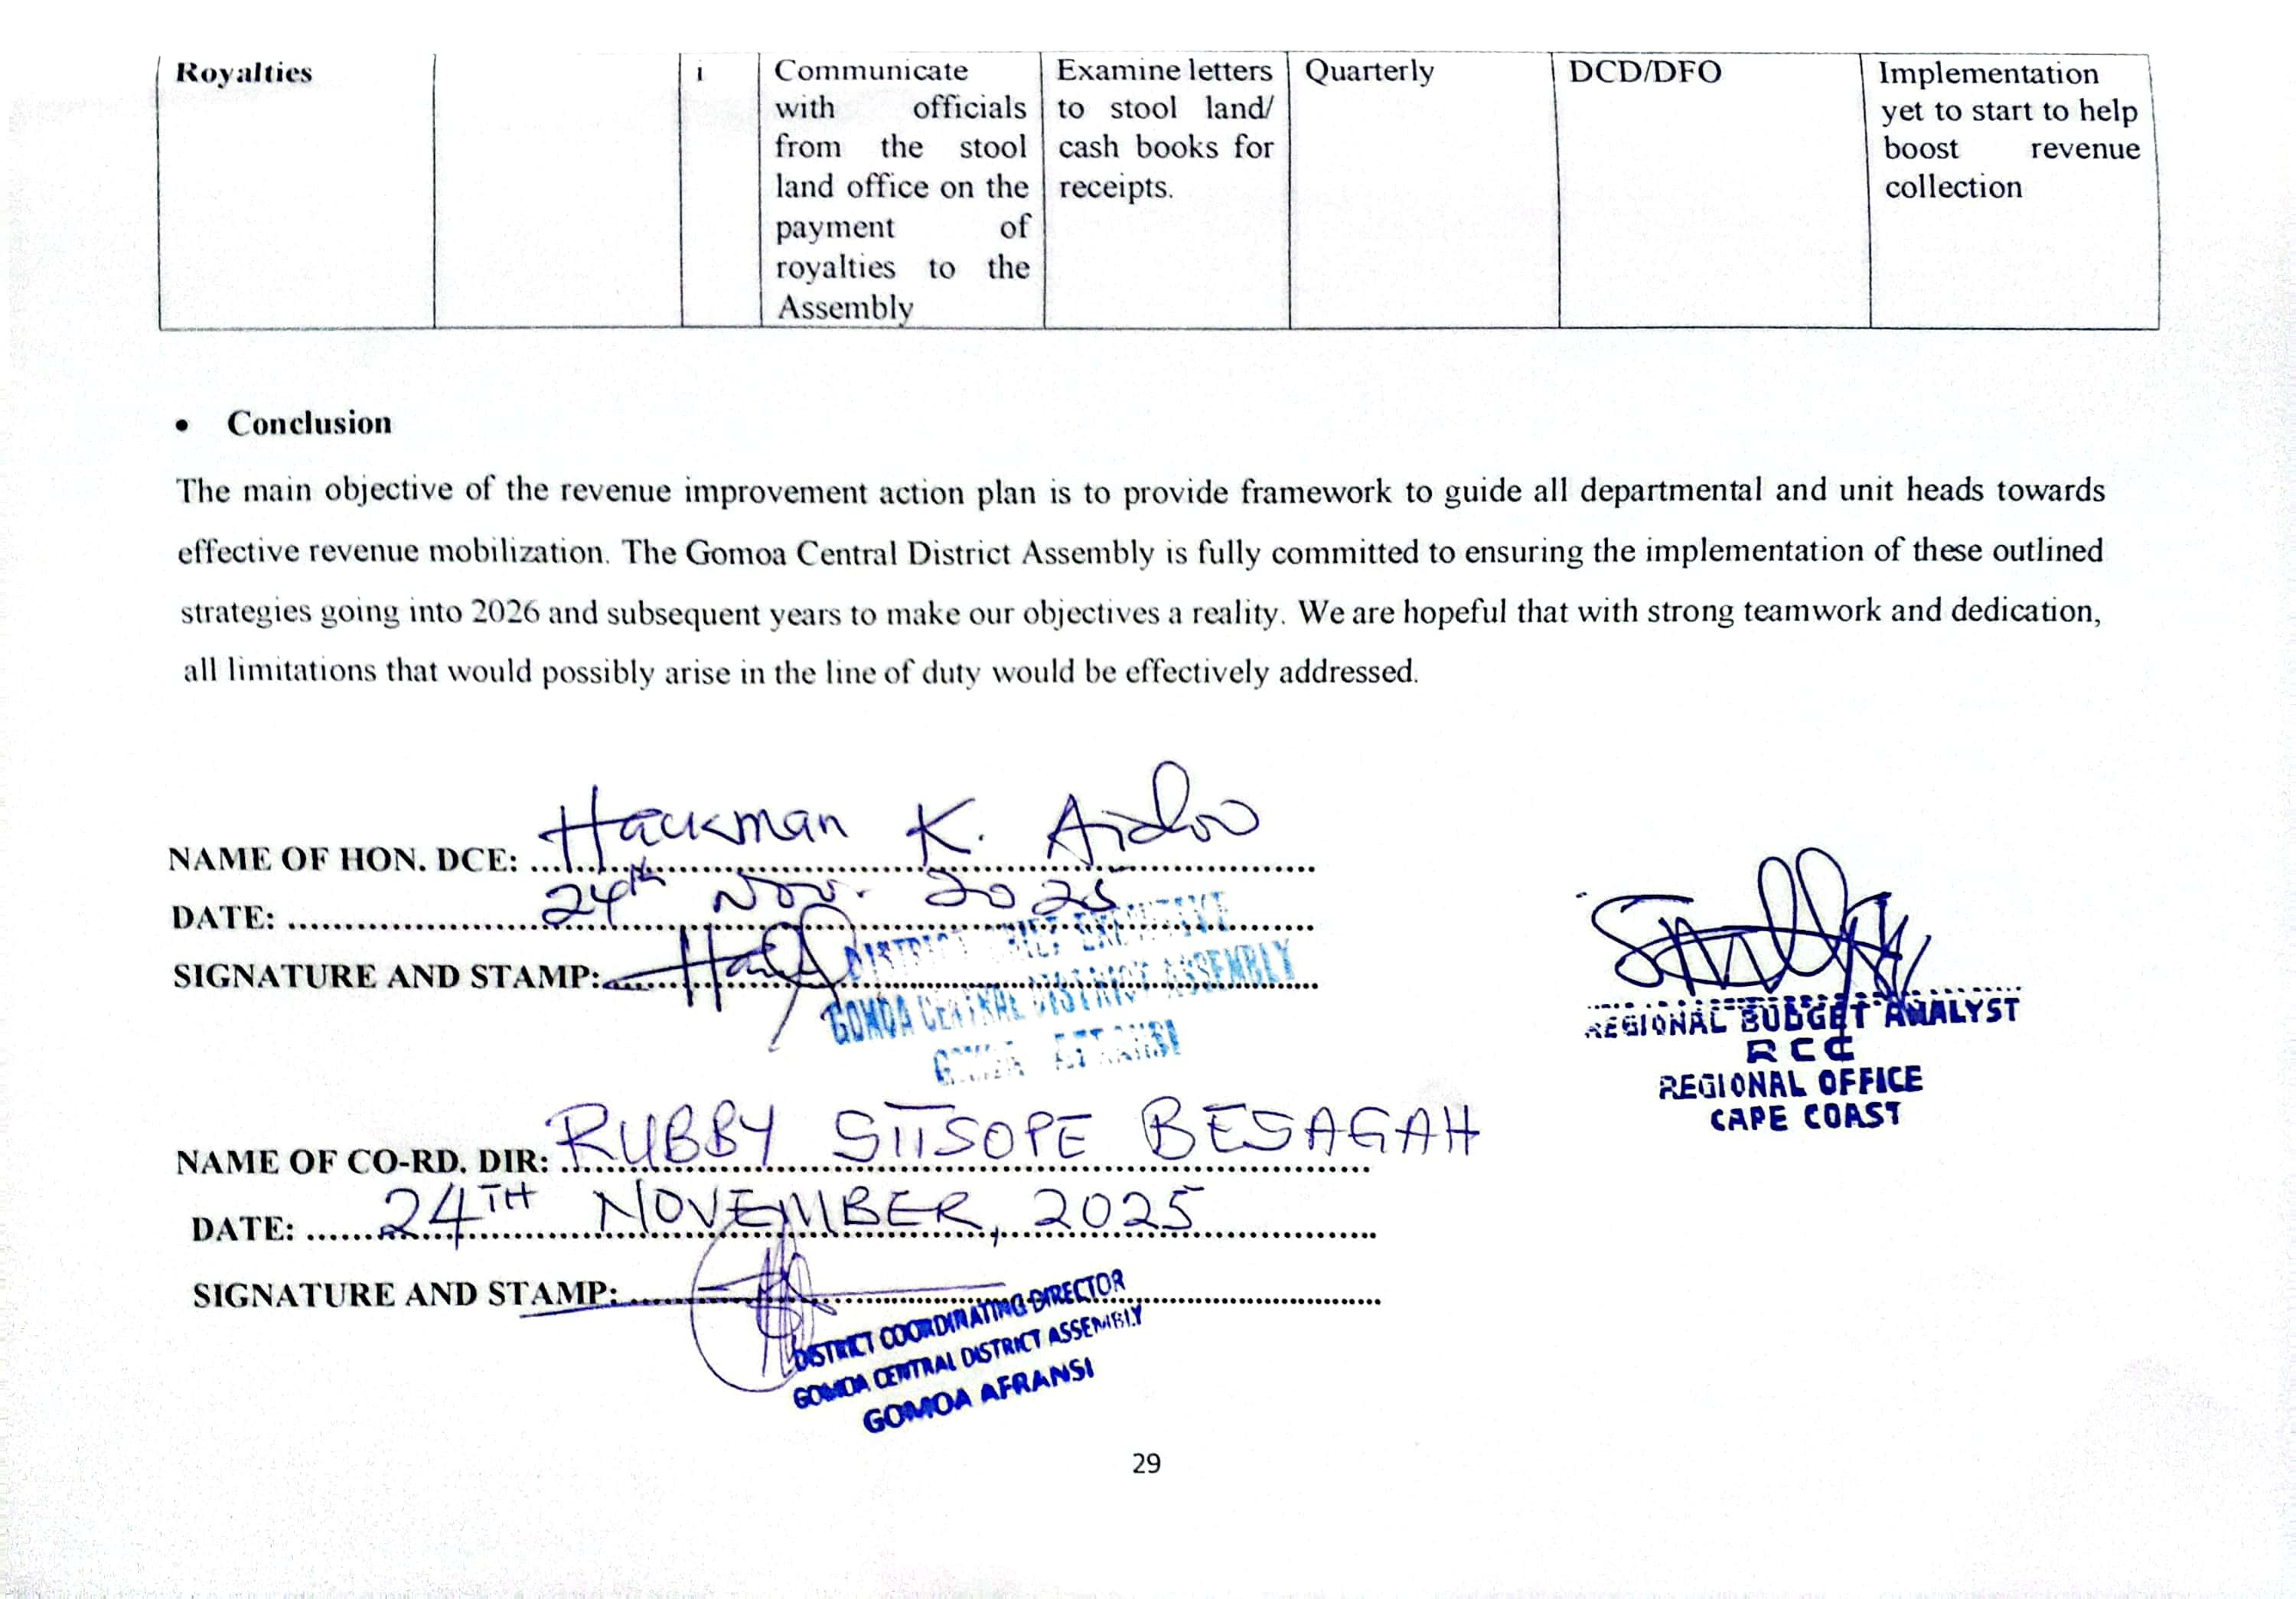 Royalties
i
Communicate
with officials
from the stool
land office on the
payment of
royalties to the
Assembly
Examine letters
to stool land/
cash books for
receipts.
Quarterly
DCD/DFO
Implementation
yet to start to help
boost revenue
collection
• Conclusion
The main objective of the revenue improvement action plan is to provide framework to guide all departmental and unit heads towards
effective revenue mobilization. The Gomoa Central District Assembly is fully committed to ensuring the implementation of these outlined
strategies going into 2026 and subsequent years to make our objectives a reality. We are hopeful that with strong teamwork and dedication,
all limitations that would possibly arise in the line of duty would be effectively addressed.
NAME OF HON. DCE: Hackman K. Aidoo
DATE: 24th Nov. 2025
SIGNATURE AND STAMP:
DISTRICT CHIEF EXECUTIVE
GOMOA CENTRAL DISTRICT ASSEMBLY
GOMOA AFRANSI
REGIONAL BUDGET ANALYST
RCC
REGIONAL OFFICE
CAPE COAST
NAME OF CO-RD. DIR: RUBBY SIISOPE BESAGAH
DATE: 24TH NOVEMBER, 2025
SIGNATURE AND STAMP:
DISTRICT COORDINATING DIRECTOR
GOMOA CENTRAL DISTRICT ASSEMBLY
GOMOA AFRANSI
29